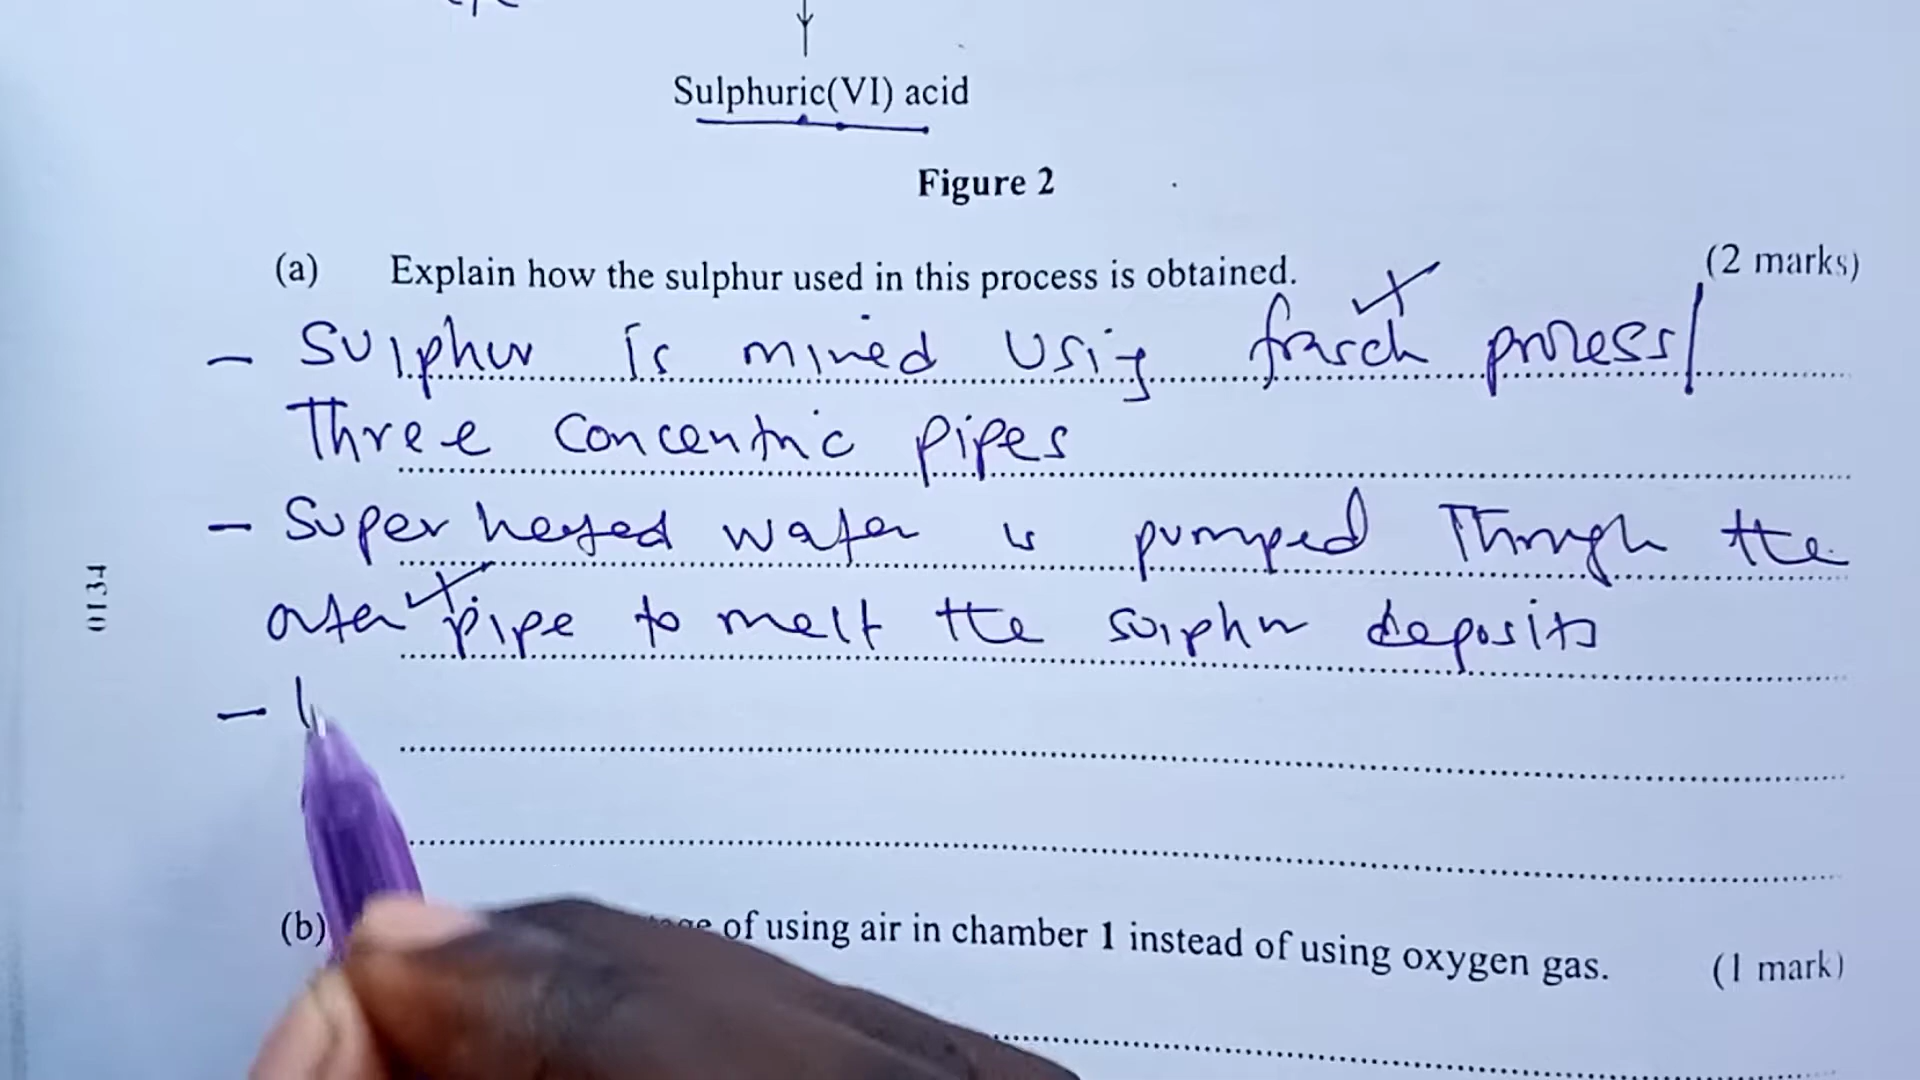 Sulphuric(VI) acid
Figure 2
(a) Explain how the sulphur used in this process is obtained. (2 marks)
- Sulphur is mined using frasch process/
Three concentric pipes
- Super heated water is pumped Through the
outer pipe to melt the sulphur deposits
-
(b) of using air in chamber 1 instead of using oxygen gas. (1 mark)
0134